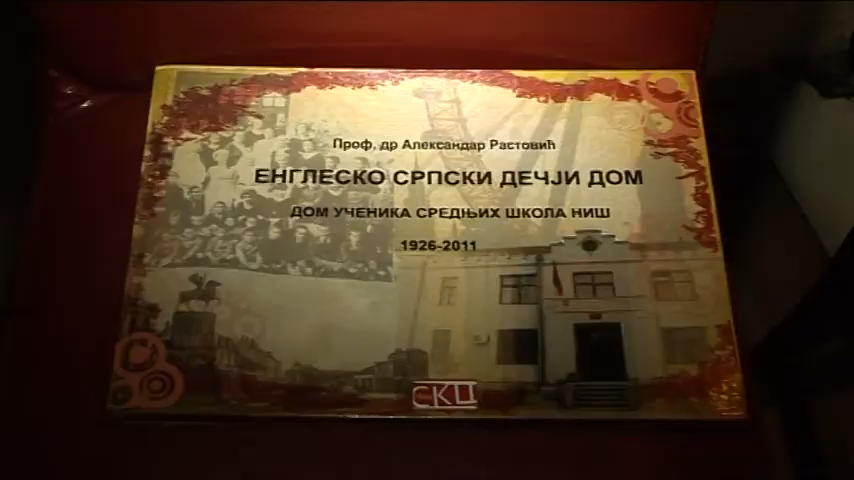 Проф. др Александар Растовић
ЕНГЛЕСКО СРПСКИ ДЕЧЈИ ДОМ
ДОМ УЧЕНИКА СРЕДЊИХ ШКОЛА НИШ
1926-2011
СКЦ